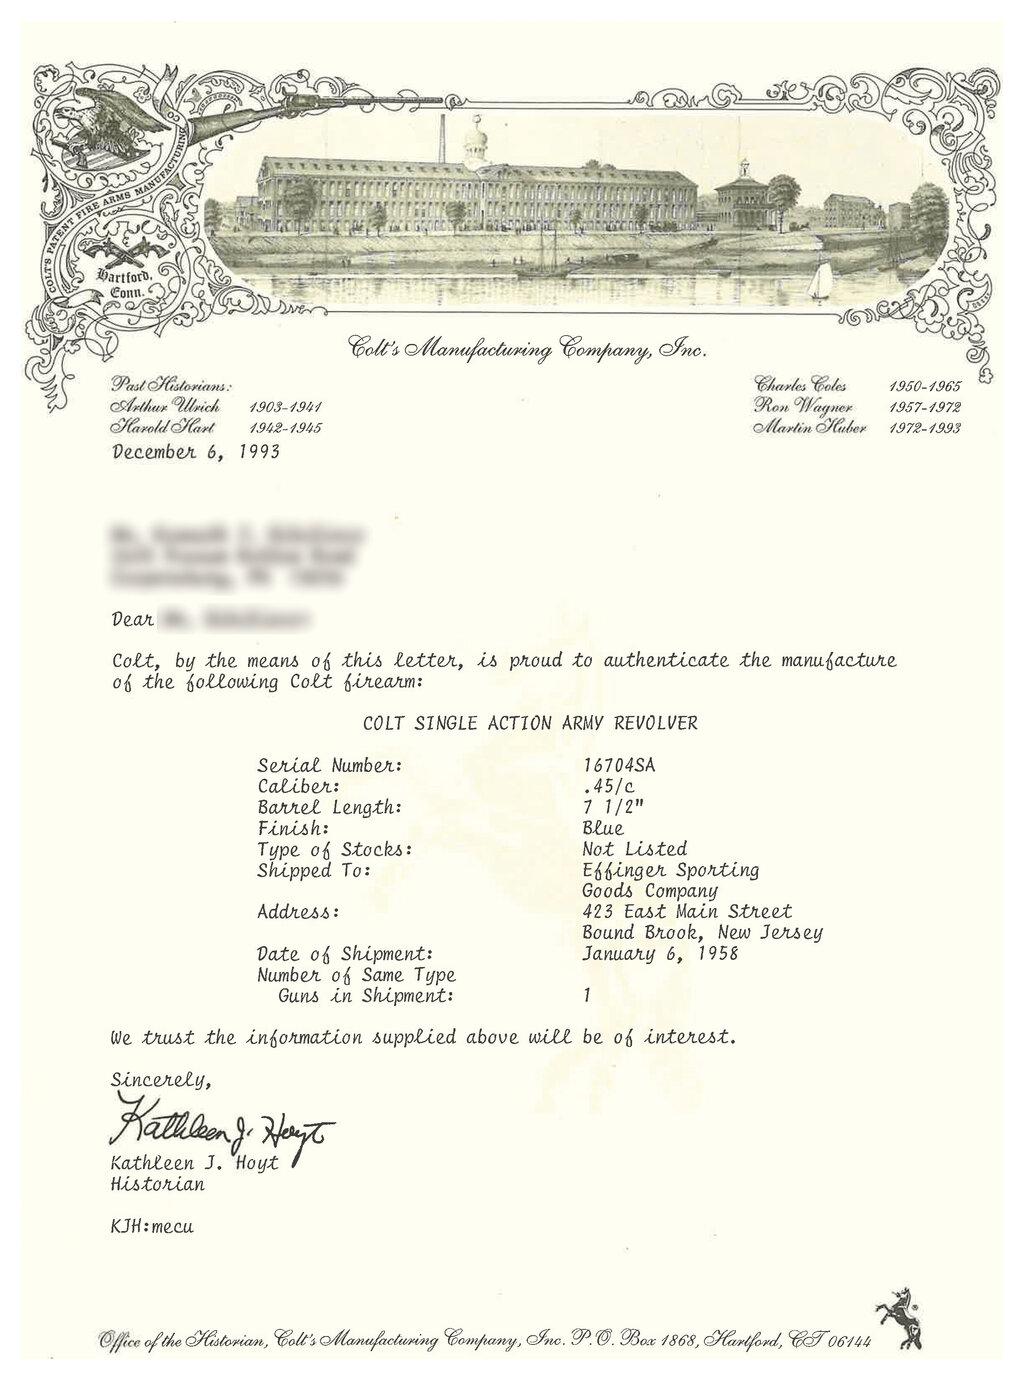 COLT'S PATENT FIRE ARMS MANUFACTURING CO
Hartford,
Conn.
Colt's Manufacturing Company, Inc.
Past Historians:
Arthur Ulrich 1903-1941
Harold Hart 1942-1945
Charles Coles 1950-1965
Ron Wagner 1957-1972
Martin Huber 1972-1993
December 6, 1993
Dear
Colt, by the means of this letter, is proud to authenticate the manufacture
of the following Colt firearm:
COLT SINGLE ACTION ARMY REVOLVER
Serial Number: 16704SA
Caliber: .45/c
Barrel Length: 7 1/2"
Finish: Blue
Type of Stocks: Not Listed
Shipped To: Effinger Sporting
Goods Company
Address: 423 East Main Street
Bound Brook, New Jersey
Date of Shipment: January 6, 1958
Number of Same Type
Guns in Shipment: 1
We trust the information supplied above will be of interest.
Sincerely,
Kathleen J. Hoyt
Kathleen J. Hoyt
Historian
KJH:mecu
Office of the Historian, Colt's Manufacturing Company, Inc. P.O. Box 1868, Hartford, CT 06144